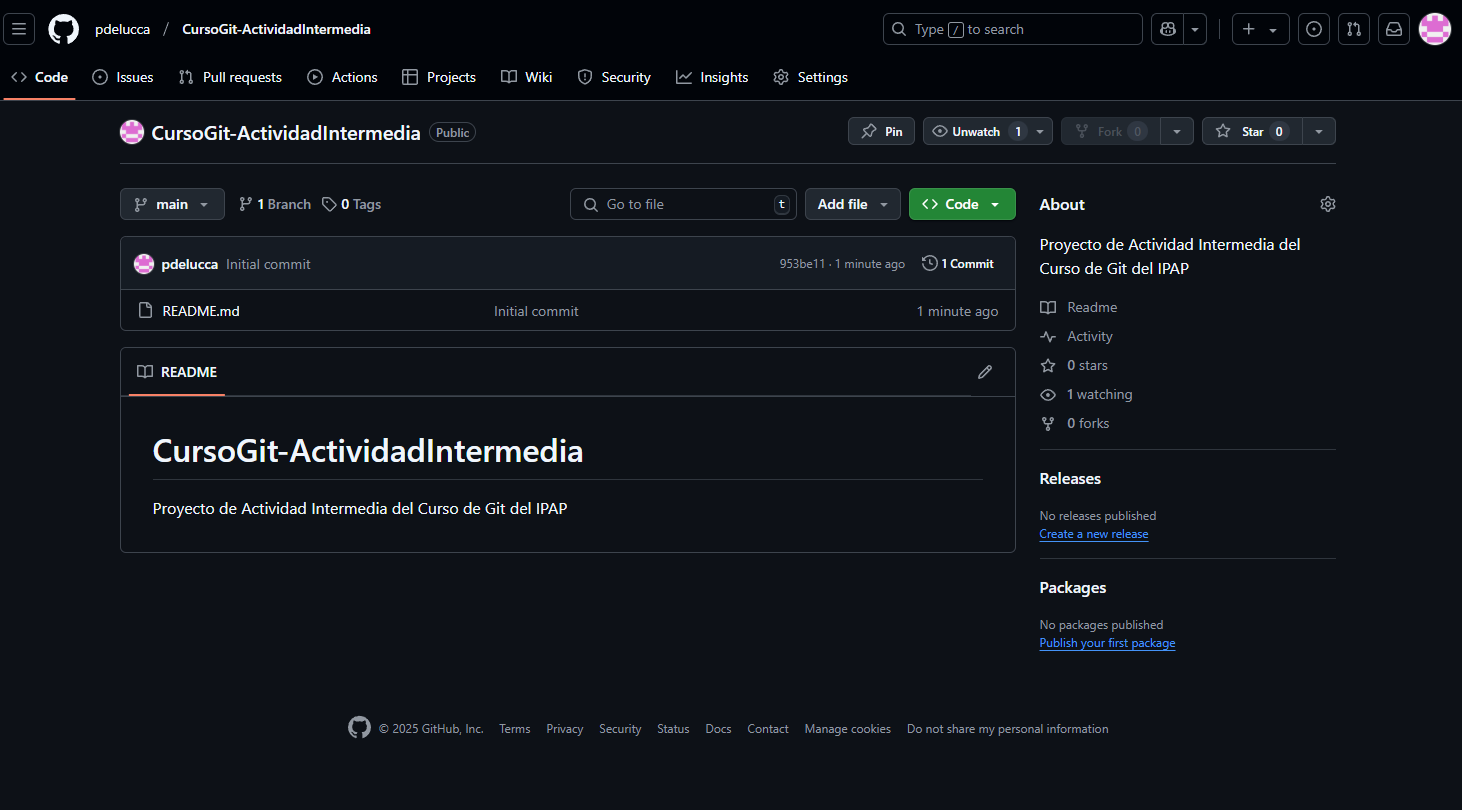 pdelucca / CursoGit-ActividadIntermedia
Type / to search
Code Issues Pull requests Actions Projects Wiki Security Insights Settings
CursoGit-ActividadIntermedia Public
Pin Unwatch 1 Fork 0 Star 0
main 1 Branch 0 Tags Go to file t Add file Code
pdelucca Initial commit 953be11 · 1 minute ago 1 Commit
README.md Initial commit 1 minute ago
README
CursoGit-ActividadIntermedia
Proyecto de Actividad Intermedia del Curso de Git del IPAP
About
Proyecto de Actividad Intermedia del
Curso de Git del IPAP
Readme
Activity
0 stars
1 watching
0 forks
Releases
No releases published
Create a new release
Packages
No packages published
Publish your first package
© 2025 GitHub, Inc. Terms Privacy Security Status Docs Contact Manage cookies Do not share my personal information